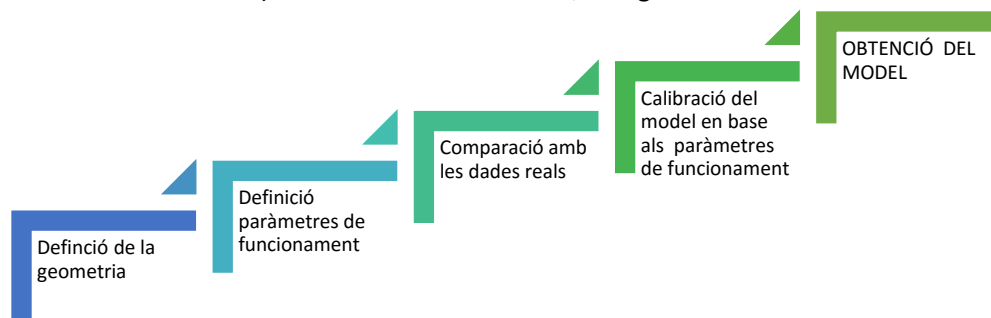 Definció de la
geometria
Definició
paràmetres de
funcionament
Comparació amb
les dades reals
Calibració del
model en base
als paràmetres
de funcionament
OBTENCIÓ DEL
MODEL